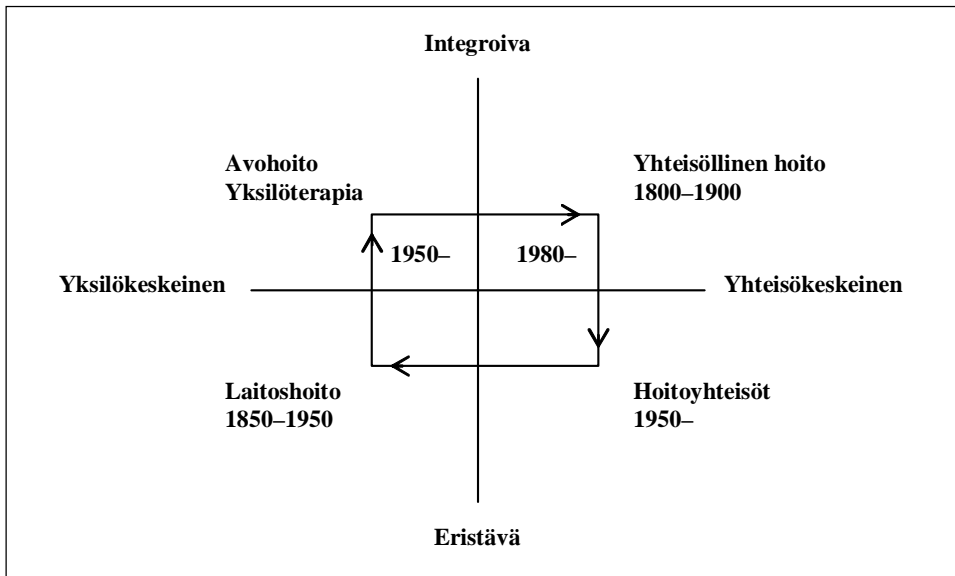 Integroiva
Avohoito
Yksilöterapia
Yhteisöllinen hoito
1800–1900
1950–
1980–
Yksilökeskeinen
Yhteisökeskeinen
Laitoshoito
1850–1950
Hoitoyhteisöt
1950–
Eristävä